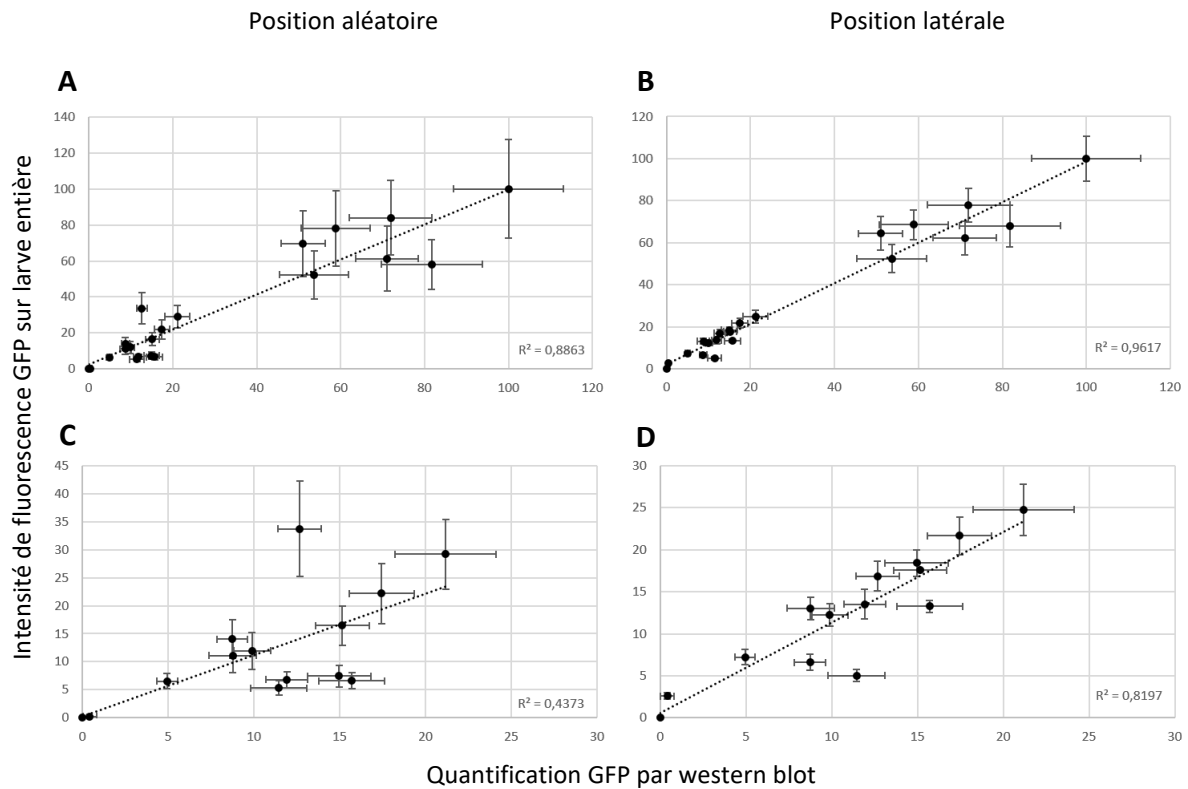 Position aléatoire
Position latérale
A
B
140
120
100
80
60
40
20
0
0 20 40 60 80 100 120
R² = 0,8863
120
100
80
60
40
20
0
0 20 40 60 80 100 120
R² = 0,9617
Intensité de fluorescence GFP sur larve entière
C
D
45
40
35
30
25
20
15
10
5
0
0 5 10 15 20 25 30
R² = 0,4373
30
25
20
15
10
5
0
0 5 10 15 20 25 30
R² = 0,8197
Quantification GFP par western blot